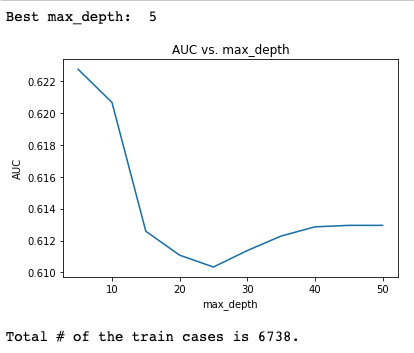 Best max_depth:  5
AUC vs. max_depth
0.622
0.620
0.618
0.616
0.614
0.612
0.610
AUC
10 20 30 40 50
max_depth
Total # of the train cases is 6738.